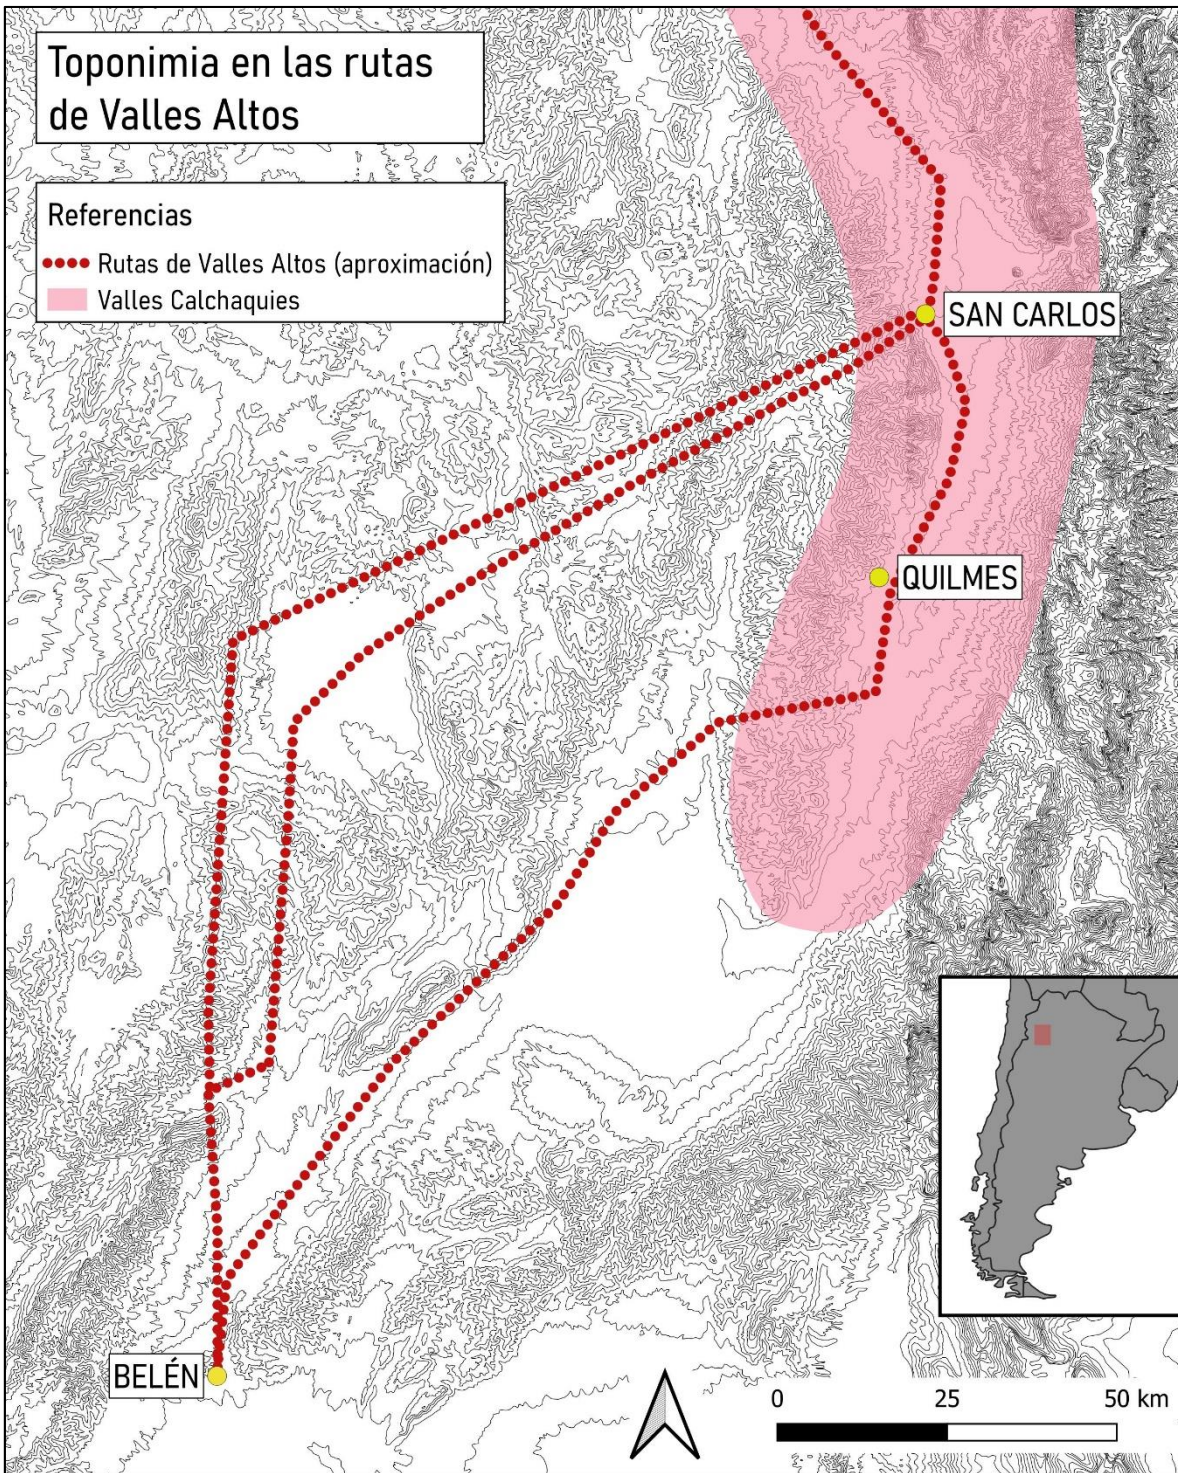 Toponimia en las rutas
de Valles Altos
Referencias
Rutas de Valles Altos (aproximación)
Valles Calchaquies
SAN CARLOS
QUILMES
BELÉN
0 25 50 km